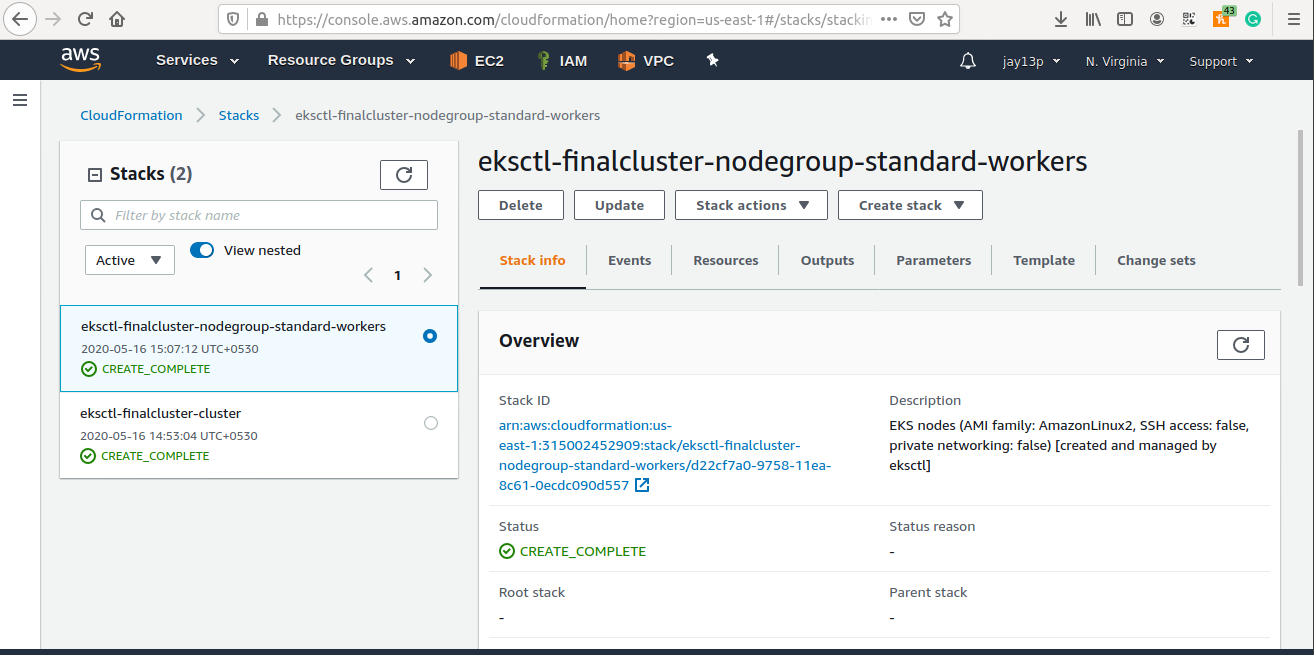 https://console.aws.amazon.com/cloudformation/home?region=us-east-1#/stacks/stackin
43
aws
Services Resource Groups EC2 IAM VPC jay13p N. Virginia Support
CloudFormation Stacks eksctl-finalcluster-nodegroup-standard-workers
Stacks (2)
Filter by stack name
Active View nested
1
eksctl-finalcluster-nodegroup-standard-workers
2020-05-16 15:07:12 UTC+0530
CREATE_COMPLETE
eksctl-finalcluster-cluster
2020-05-16 14:53:04 UTC+0530
CREATE_COMPLETE
eksctl-finalcluster-nodegroup-standard-workers
Delete Update Stack actions Create stack
Stack info Events Resources Outputs Parameters Template Change sets
Overview
Stack ID
arn:aws:cloudformation:us-
east-1:315002452909:stack/eksctl-finalcluster-
nodegroup-standard-workers/d22cf7a0-9758-11ea-
8c61-0ecdc090d557
Description
EKS nodes (AMI family: AmazonLinux2, SSH access: false,
private networking: false) [created and managed by
eksctl]
Status
CREATE_COMPLETE
Status reason
-
Root stack
-
Parent stack
-